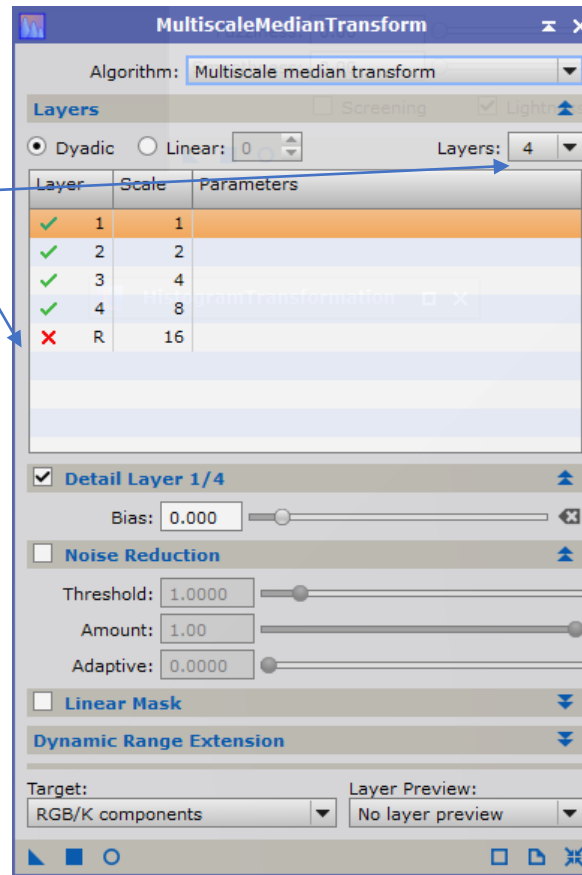 MultiscaleMedianTransform
Algorithm: Multiscale median transform
Screening
Layers
Dyadic Linear: 0 Layers: 4
Layer Scale Parameters
1 1
2 2
3 4
4 8
HistogramTransformation
R 16
Detail Layer 1/4
Bias: 0.000
Noise Reduction
Threshold: 1.0000
Amount: 1.00
Adaptive: 0.0000
Linear Mask
Dynamic Range Extension
Target: Layer Preview:
RGB/K components No layer preview